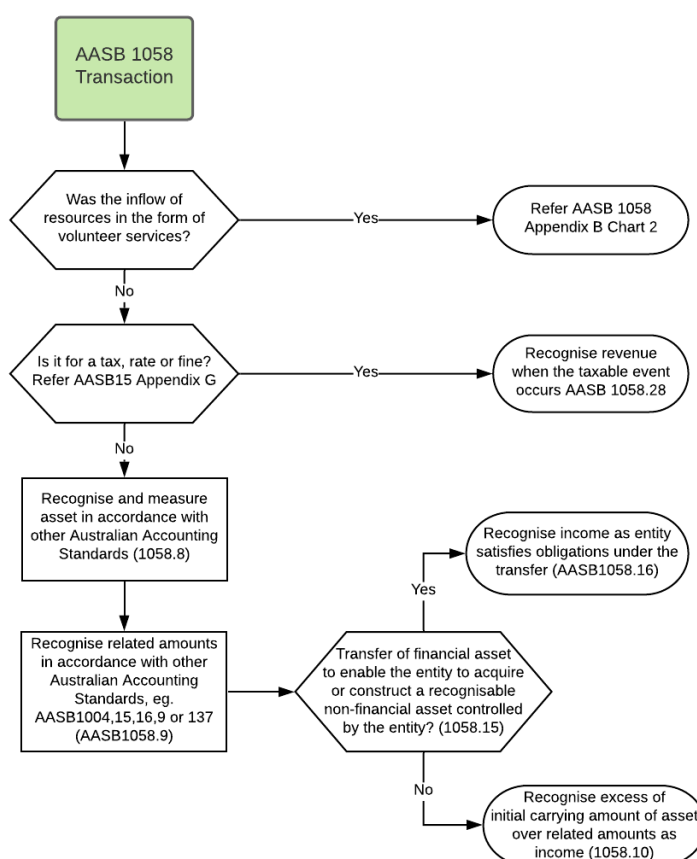 AASB 1058
Transaction
Was the inflow of
resources in the form of
volunteer services?
Yes
Refer AASB 1058
Appendix B Chart 2
No
Is it for a tax, rate or fine?
Refer AASB15 Appendix G
Yes
Recognise revenue
when the taxable event
occurs AASB 1058.28
No
Recognise and measure
asset in accordance with
other Australian Accounting
Standards (1058.8)
Recognise income as entity
satisfies obligations under the
transfer (AASB1058.16)
Yes
Recognise related amounts
in accordance with other
Australian Accounting
Standards, eg.
AASB1004,15,16,9 or 137
(AASB1058.9)
Transfer of financial asset
to enable the entity to acquire
or construct a recognisable
non-financial asset controlled
by the entity? (1058.15)
No
Recognise excess of
initial carrying amount of asset
over related amounts as
income (1058.10)